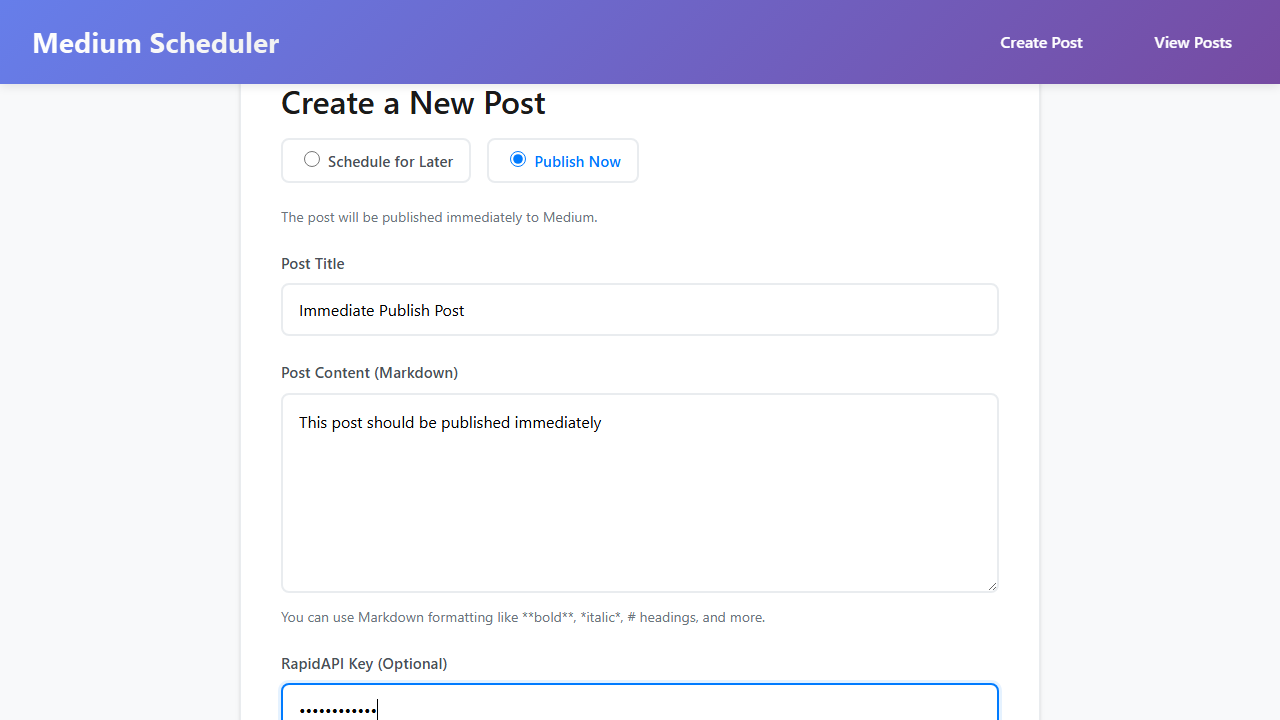 Medium Scheduler
Create Post
View Posts
Create a New Post
Schedule for Later
Publish Now
The post will be published immediately to Medium.
Post Title
Immediate Publish Post
Post Content (Markdown)
This post should be published immediately
You can use Markdown formatting like **bold**, *italic*, # headings, and more.
RapidAPI Key (Optional)
••••••••••••